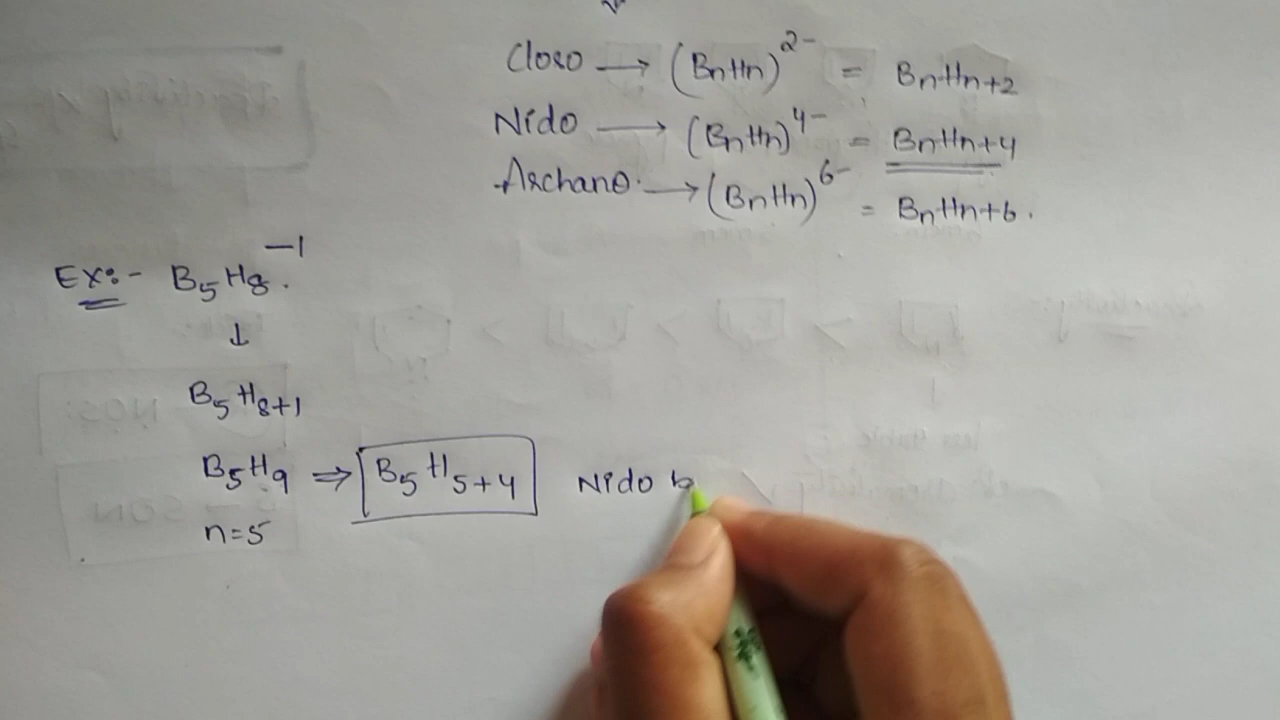 Closo → (BnHn)²⁻ = BnHn+2
Nido → (BnHn)⁴⁻ = BnHn+4
Archano. → (BnHn)⁶⁻ = BnHn+6.
Ex:- B₅H₈⁻¹.
↓
B₅H₈₊₁
B₅H₉ ⇒ B₅H₅₊₄ Nido b
n=5